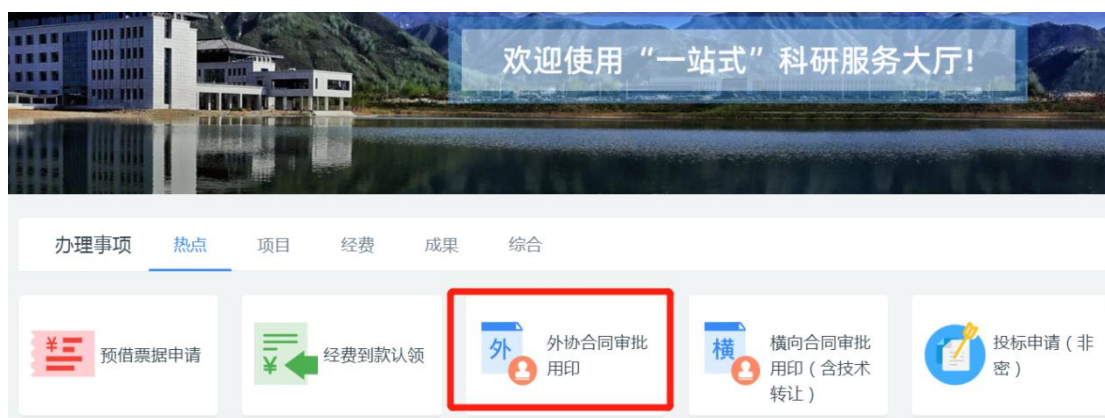 欢迎使用“一站式”科研服务大厅！
办理事项 热点 项目 经费 成果 综合
¥ 预借票据申请
¥ 经费到款认领
外 外协合同审批
用印
横 横向合同审批
用印（含技术
转让）
投标申请（非
密）